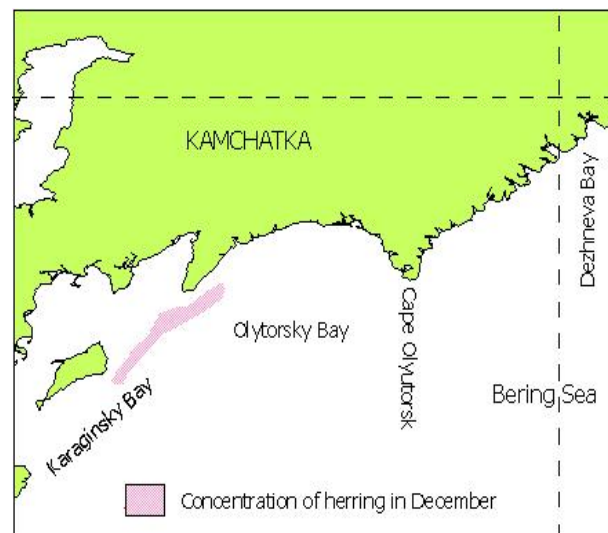 KAMCHATKA
Dezhneva Bay
Olytorsky Bay
Cape Olyutorsk
Bering Sea
Karaginsky Bay
Concentration of herring in December